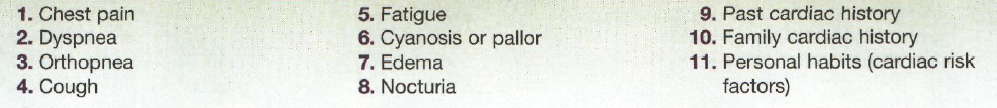 1. Chest pain
2. Dyspnea
3. Orthopnea
4. Cough
5. Fatigue
6. Cyanosis or pallor
7. Edema
8. Nocturia
9. Past cardiac history
10. Family cardiac history
11. Personal habits (cardiac risk
factors)